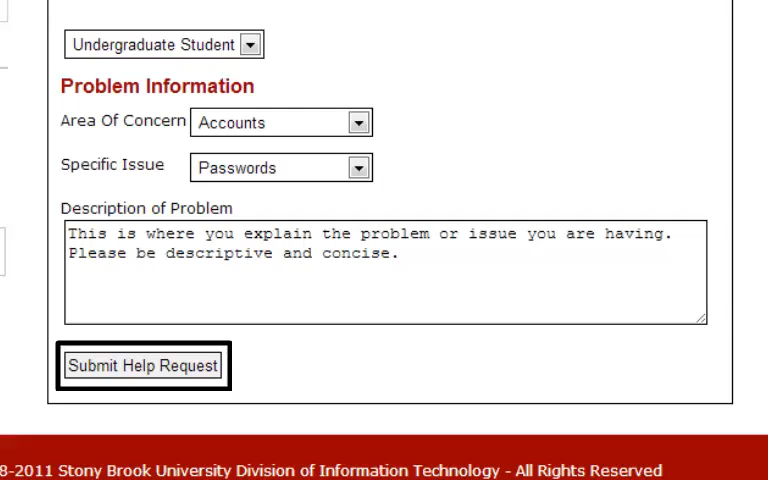 Undergraduate Student
Problem Information
Area Of Concern Accounts
Specific Issue Passwords
Description of Problem
This is where you explain the problem or issue you are having.
Please be descriptive and concise.
Submit Help Request
8-2011 Stony Brook University Division of Information Technology - All Rights Reserved